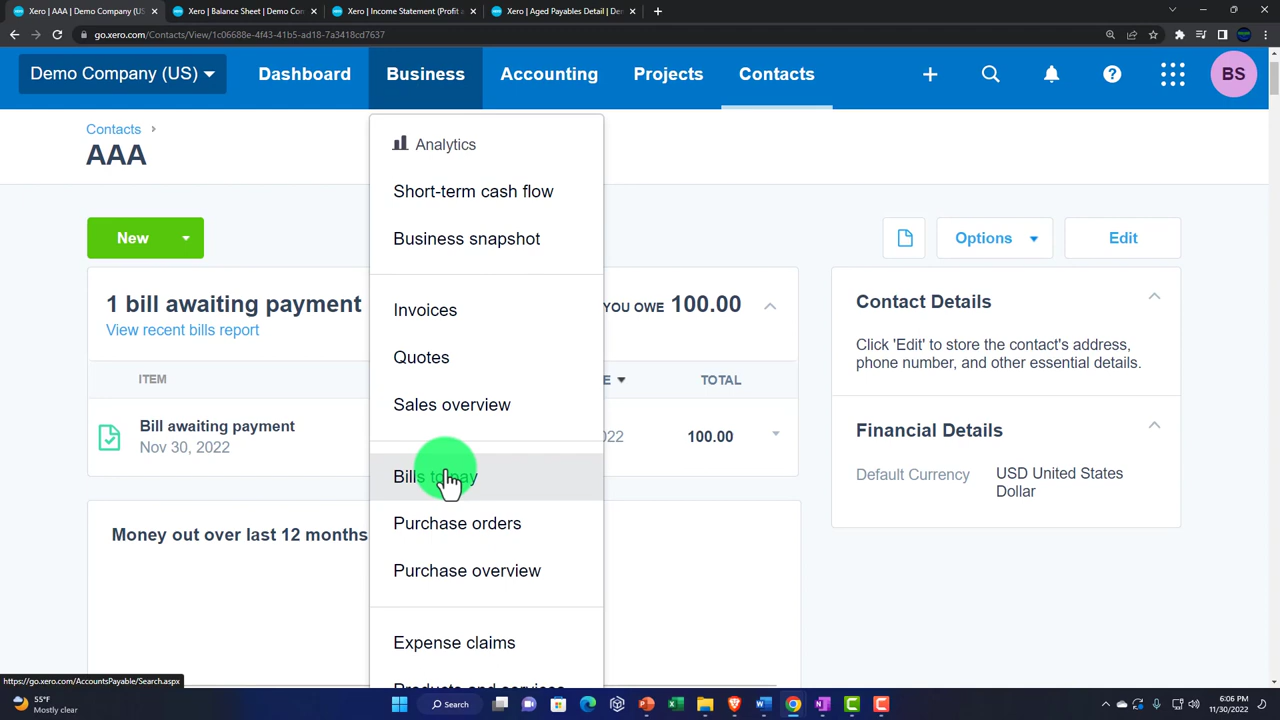 Xero | AAA | Demo Company (US)
Xero | Balance Sheet | Demo Com
Xero | Income Statement (Profit a
Xero | Aged Payables Detail | Dem
go.xero.com/Contacts/View/1c06688e-4f43-41b5-ad18-7a3418cd7637
Demo Company (US)
Dashboard
Business
Accounting
Projects
Contacts
BS
Contacts
AAA
Analytics
Short-term cash flow
Business snapshot
Invoices
Quotes
Sales overview
Bills to pay
Purchase orders
Purchase overview
Expense claims
Products and services
New
Options
Edit
1 bill awaiting payment
YOU OWE 100.00
View recent bills report
ITEM
E
TOTAL
Bill awaiting payment
Nov 30, 2022
022
100.00
Money out over last 12 months
Contact Details
Click 'Edit' to store the contact's address,
phone number, and other essential details.
Financial Details
Default Currency
USD United States
Dollar
https://go.xero.com/AccountsPayable/Search.aspx
55°F
Mostly clear
Search
6:06 PM
11/30/2022